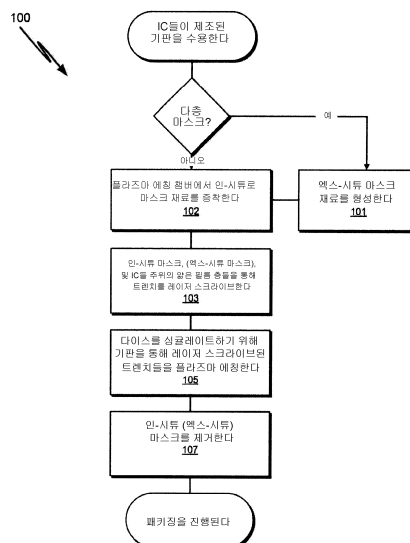 100
IC들이 제조된
기판을 수용한다
다층
마스크?
예
아니오
플라즈마 에칭 챔버에서 인-시튜로
마스크 재료를 증착한다
102
엑스-시튜 마스크
재료를 형성한다
101
인-시튜 마스크, (엑스-시튜 마스크),
및 IC들 주위의 얇은 필름 층들을 통해
트렌치를 레이저 스크라이브한다
103
다이스를 싱귤레이트하기 위해
기판을 통해 레이저 스크라이브된
트렌치들을 플라즈마 에칭한다
105
인-시튜 (엑스-시튜)
마스크를 제거한다
107
패키징을 진행된다